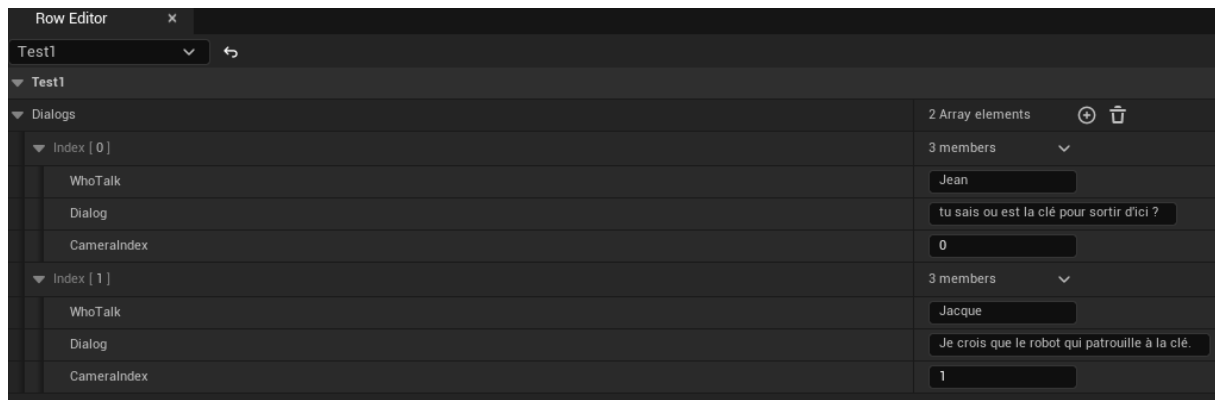 Row Editor ×
Test1
Test1
Dialogs 2 Array elements
Index [ 0 ] 3 members
WhoTalk Jean
Dialog tu sais ou est la clé pour sortir d'ici ?
CameraIndex 0
Index [ 1 ] 3 members
WhoTalk Jacque
Dialog Je crois que le robot qui patrouille à la clé.
CameraIndex 1